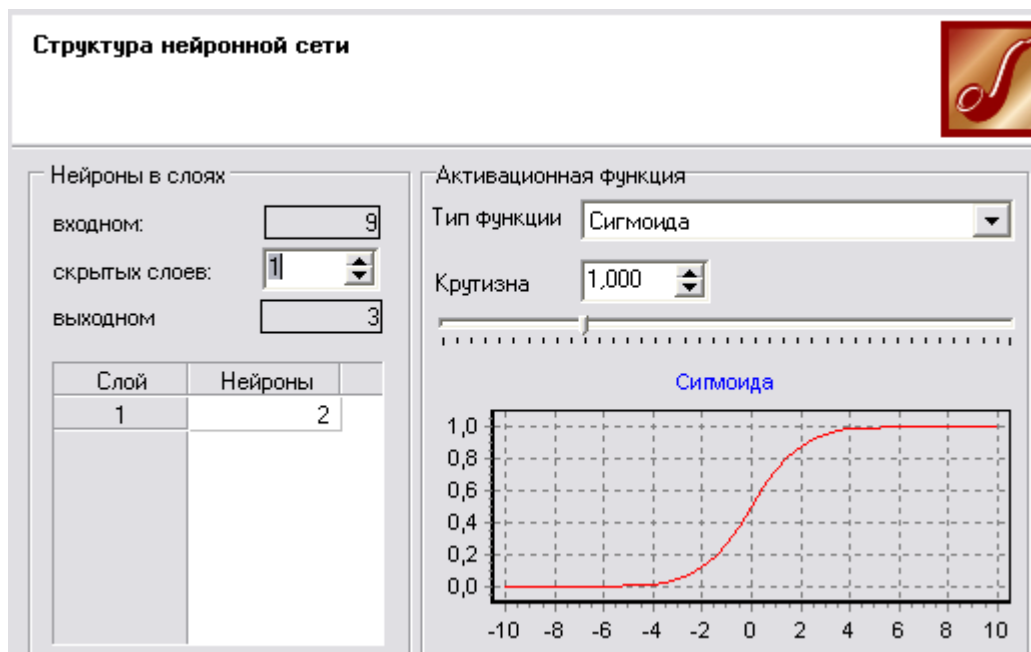 Структура нейронной сети
Нейроны в слоях
входном: 9
скрытых слоев: 1
выходном 3
Слой Нейроны
1 2
Активационная функция
Тип функции Сигмоида
Крутизна 1,000
Сигмоида
1,0
0,8
0,6
0,4
0,2
0,0
-10 -8 -6 -4 -2 0 2 4 6 8 10